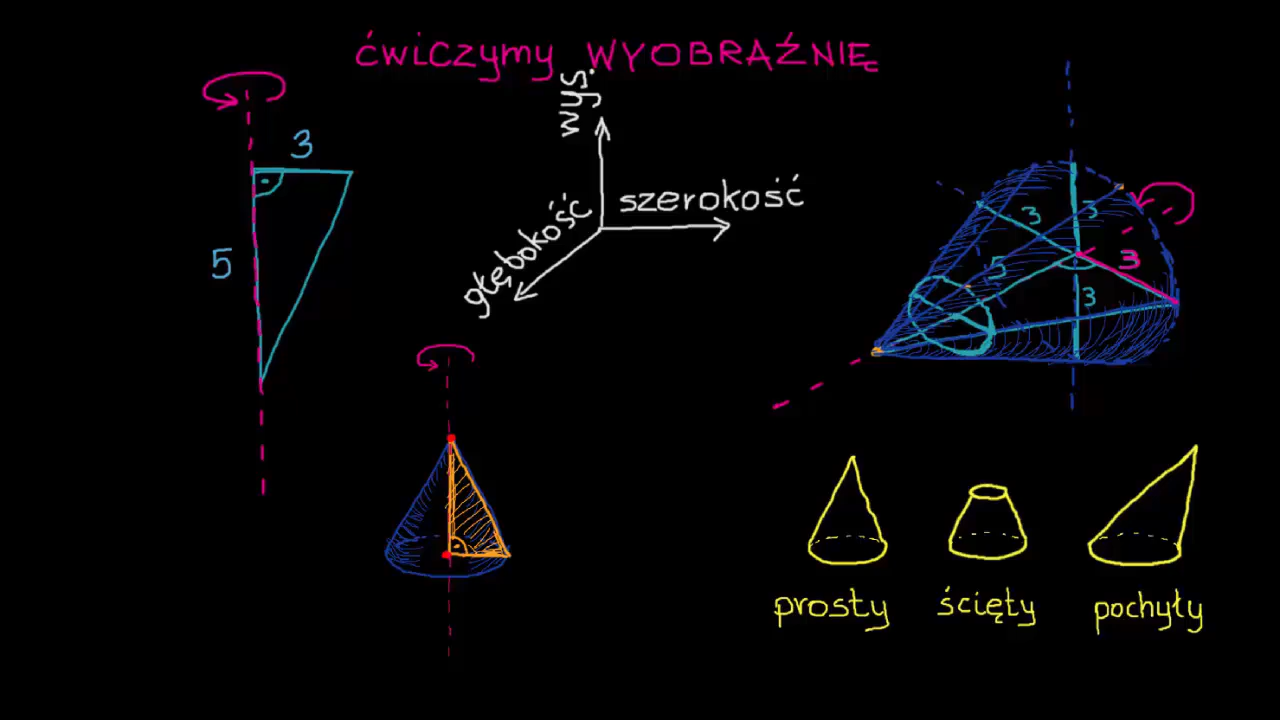 ćwiczymy WYOBRAŹNIĘ
wys.
szerokość
głębokość
3
5
3
3
5
3
3
prosty
ścięty
pochyły